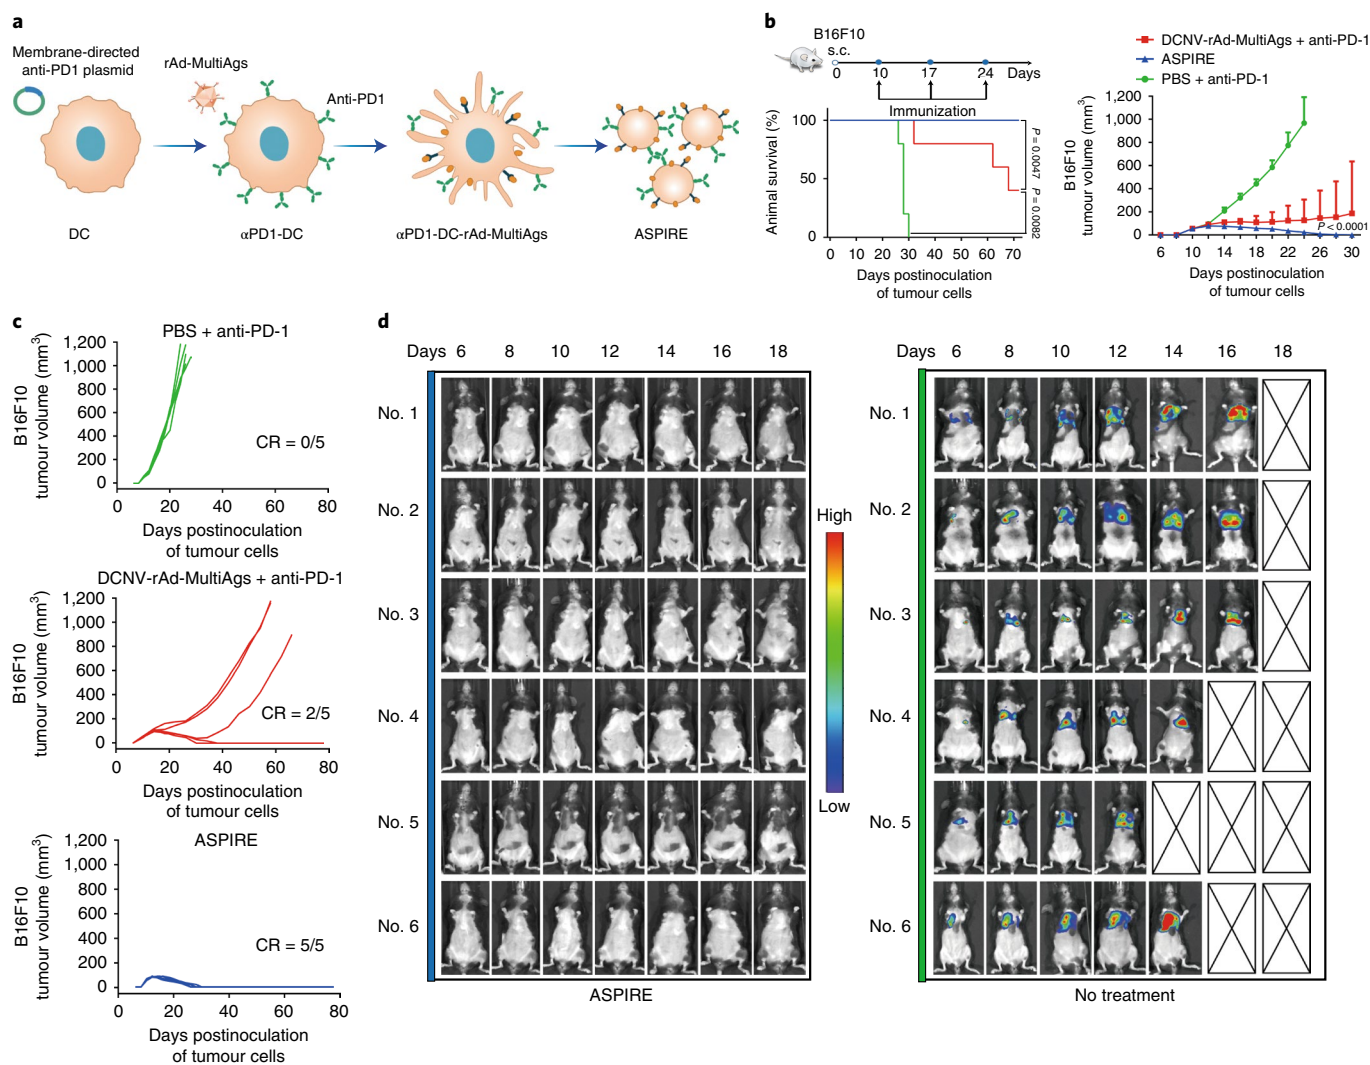 a
Membrane-directed
anti-PD1 plasmid
rAd-MultiAgs
Anti-PD1
DC
αPD1-DC
αPD1-DC-rAd-MultiAgs
ASPIRE
b
B16F10
s.c.
0 10 17 24 Days
Immunization
DCNV-rAd-MultiAgs + anti-PD-1
ASPIRE
PBS + anti-PD-1
Animal survival (%)
100
50
0
P = 0.0047
P = 0.0082
0 10 20 30 40 50 60 70
Days postinoculation
of tumour cells
B16F10
tumour volume (mm³)
1,200
1,000
800
600
400
200
0
P < 0.0001
6 10 14 18 22 26 30
Days postinoculation
of tumour cells
c
PBS + anti-PD-1
B16F10
tumour volume (mm³)
1,200
1,000
800
600
400
200
0
CR = 0/5
0 20 40 60 80
Days postinoculation
of tumour cells
DCNV-rAd-MultiAgs + anti-PD-1
B16F10
tumour volume (mm³)
1,200
1,000
800
600
400
200
0
CR = 2/5
0 20 40 60 80
Days postinoculation
of tumour cells
ASPIRE
B16F10
tumour volume (mm³)
1,200
1,000
800
600
400
200
0
CR = 5/5
0 20 40 60 80
Days postinoculation
of tumour cells
d
Days 6 8 10 12 14 16 18
No. 1
No. 2
No. 3
No. 4
No. 5
No. 6
ASPIRE
High
Low
Days 6 8 10 12 14 16 18
No. 1
No. 2
No. 3
No. 4
No. 5
No. 6
No treatment